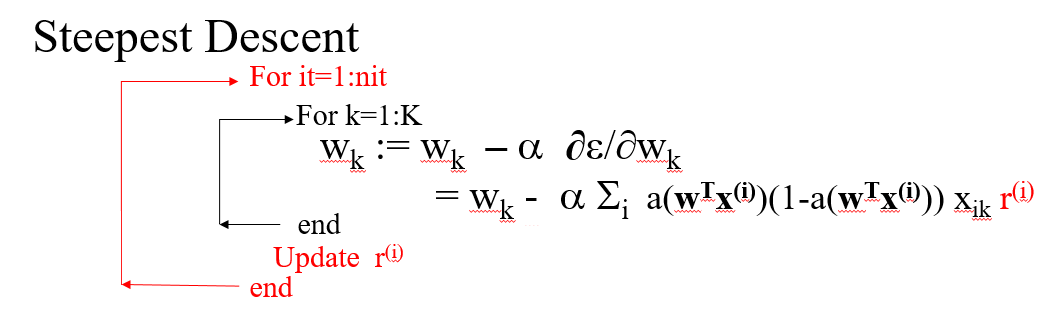 Steepest Descent
For it=1:nit
For k=1:K
wₖ := wₖ – α ∂ε/∂wₖ
= wₖ - α Σᵢ a(wᵀx⁽ⁱ⁾)(1-a(wᵀx⁽ⁱ⁾)) xᵢₖ r⁽ⁱ⁾
end
Update r⁽ⁱ⁾
end